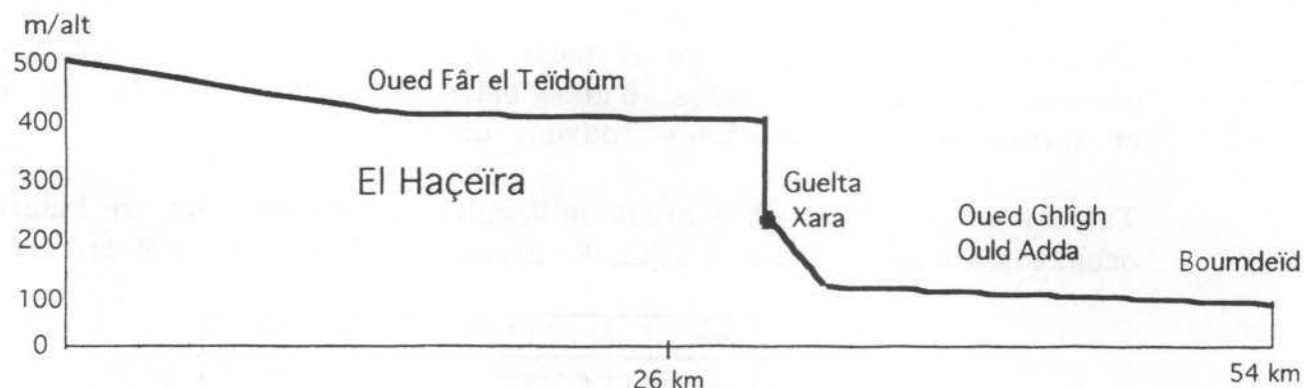 m/alt
500
Oued Fâr el Teïdoûm
400
El Haçeïra
300
Guelta
Xara
Oued Ghlîgh
Ould Adda
200
Boumdeïd
100
0
26 km
54 km